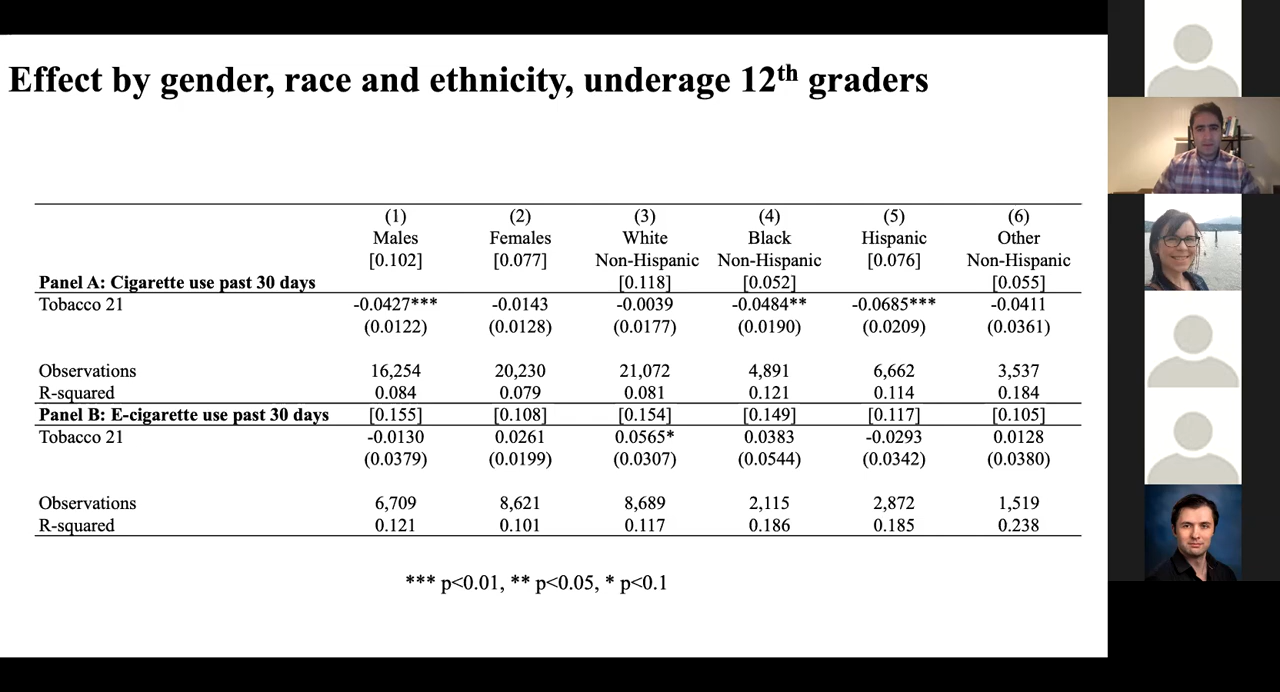 Effect by gender, race and ethnicity, underage 12th graders
(1) (2) (3) (4) (5) (6)
Males Females White Black Hispanic Other
[0.102] [0.077] Non-Hispanic Non-Hispanic [0.076] Non-Hispanic
Panel A: Cigarette use past 30 days [0.118] [0.052] [0.055]
Tobacco 21 -0.0427*** -0.0143 -0.0039 -0.0484** -0.0685*** -0.0411
(0.0122) (0.0128) (0.0177) (0.0190) (0.0209) (0.0361)
Observations 16,254 20,230 21,072 4,891 6,662 3,537
R-squared 0.084 0.079 0.081 0.121 0.114 0.184
Panel B: E-cigarette use past 30 days [0.155] [0.108] [0.154] [0.149] [0.117] [0.105]
Tobacco 21 -0.0130 0.0261 0.0565* 0.0383 -0.0293 0.0128
(0.0379) (0.0199) (0.0307) (0.0544) (0.0342) (0.0380)
Observations 6,709 8,621 8,689 2,115 2,872 1,519
R-squared 0.121 0.101 0.117 0.186 0.185 0.238
*** p<0.01, ** p<0.05, * p<0.1